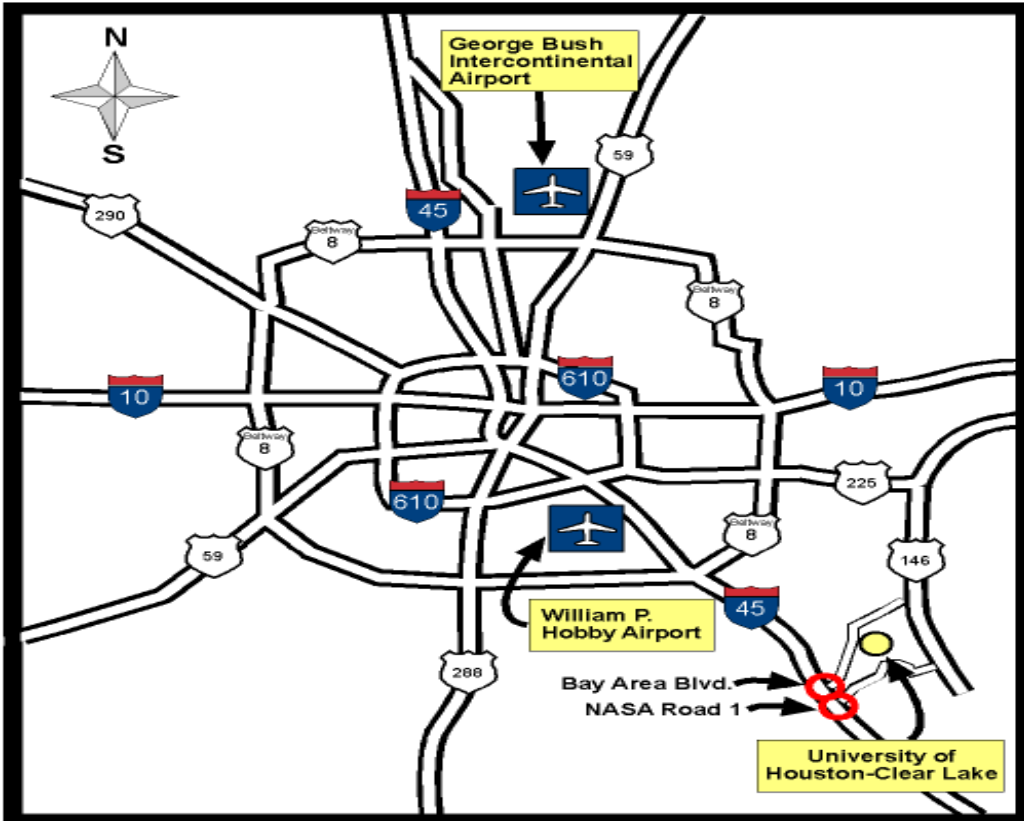 N
S
George Bush
Intercontinental
Airport
59
290
45
Beltway
8
Beltway
8
610
10
10
Beltway
8
225
610
Beltway
8
59
146
45
William P.
Hobby Airport
288
Bay Area Blvd.
NASA Road 1
University of
Houston-Clear Lake